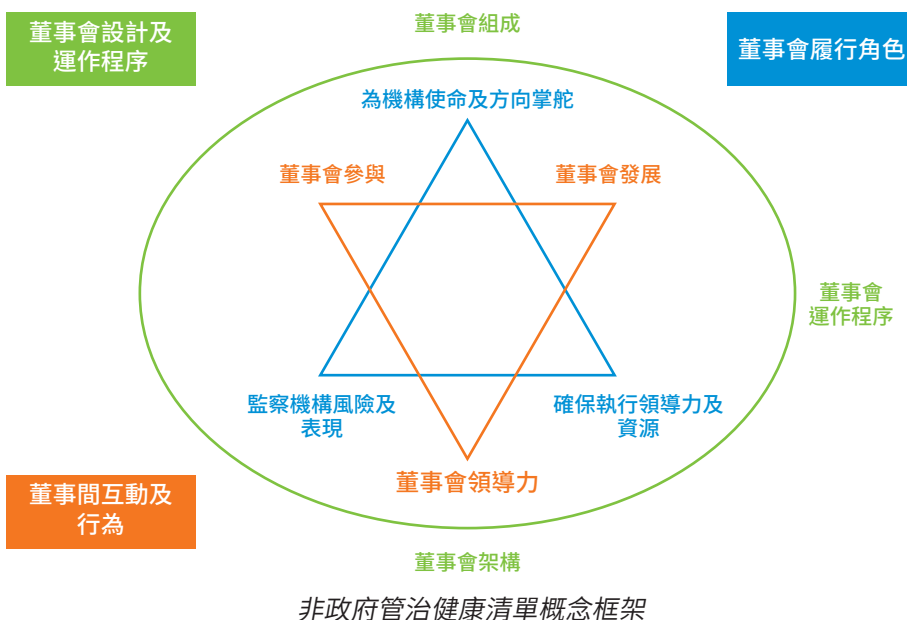 董事會組成
董事會設計及
運作程序
董事會履行角色
為機構使命及方向掌舵
董事會參與
董事會發展
董事會
運作程序
監察機構風險及
表現
確保執行領導力及
資源
董事會領導力
董事間互動及
行為
董事會架構
非政府管治健康清單概念框架